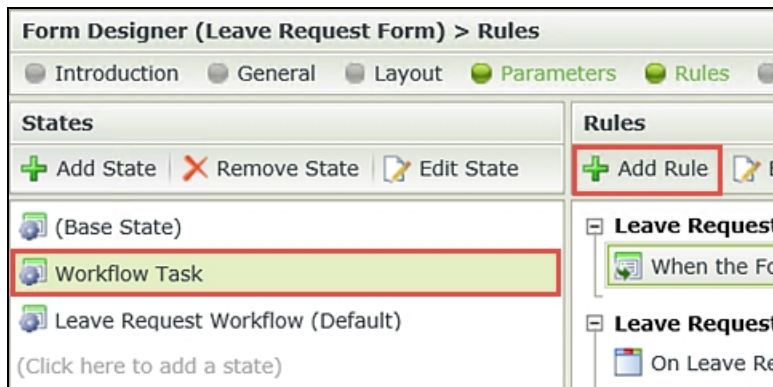 Form Designer (Leave Request Form) > Rules
Introduction General Layout Parameters Rules
States
Add State Remove State Edit State
(Base State)
Workflow Task
Leave Request Workflow (Default)
(Click here to add a state)
Rules
Add Rule
Leave Request
When the
Leave Request
On Leave